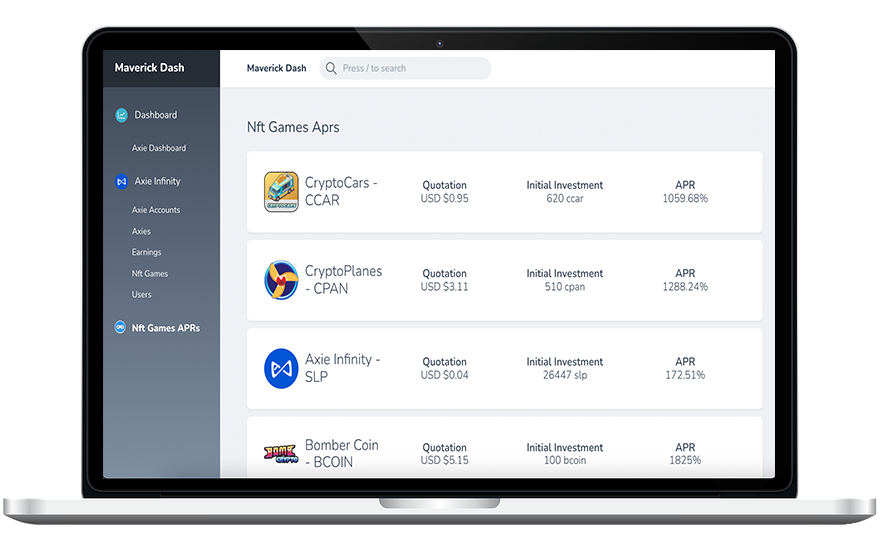 Maverick Dash
Maverick Dash
Press / to search
Dashboard
Axie Dashboard
Axie Infinity
Axie Accounts
Axies
Earnings
Nft Games
Users
Nft Games APRs
Nft Games Aprs
CryptoCars -
CCAR
Quotation
USD $0.95
Initial Investment
620 ccar
APR
1059.68%
CryptoPlanes
- CPAN
Quotation
USD $3.11
Initial Investment
510 cpan
APR
1288.24%
Axie Infinity -
SLP
Quotation
USD $0.04
Initial Investment
26447 slp
APR
172.51%
BOMB
CRYPTO
Bomber Coin
- BCOIN
Quotation
USD $5.15
Initial Investment
100 bcoin
APR
1825%